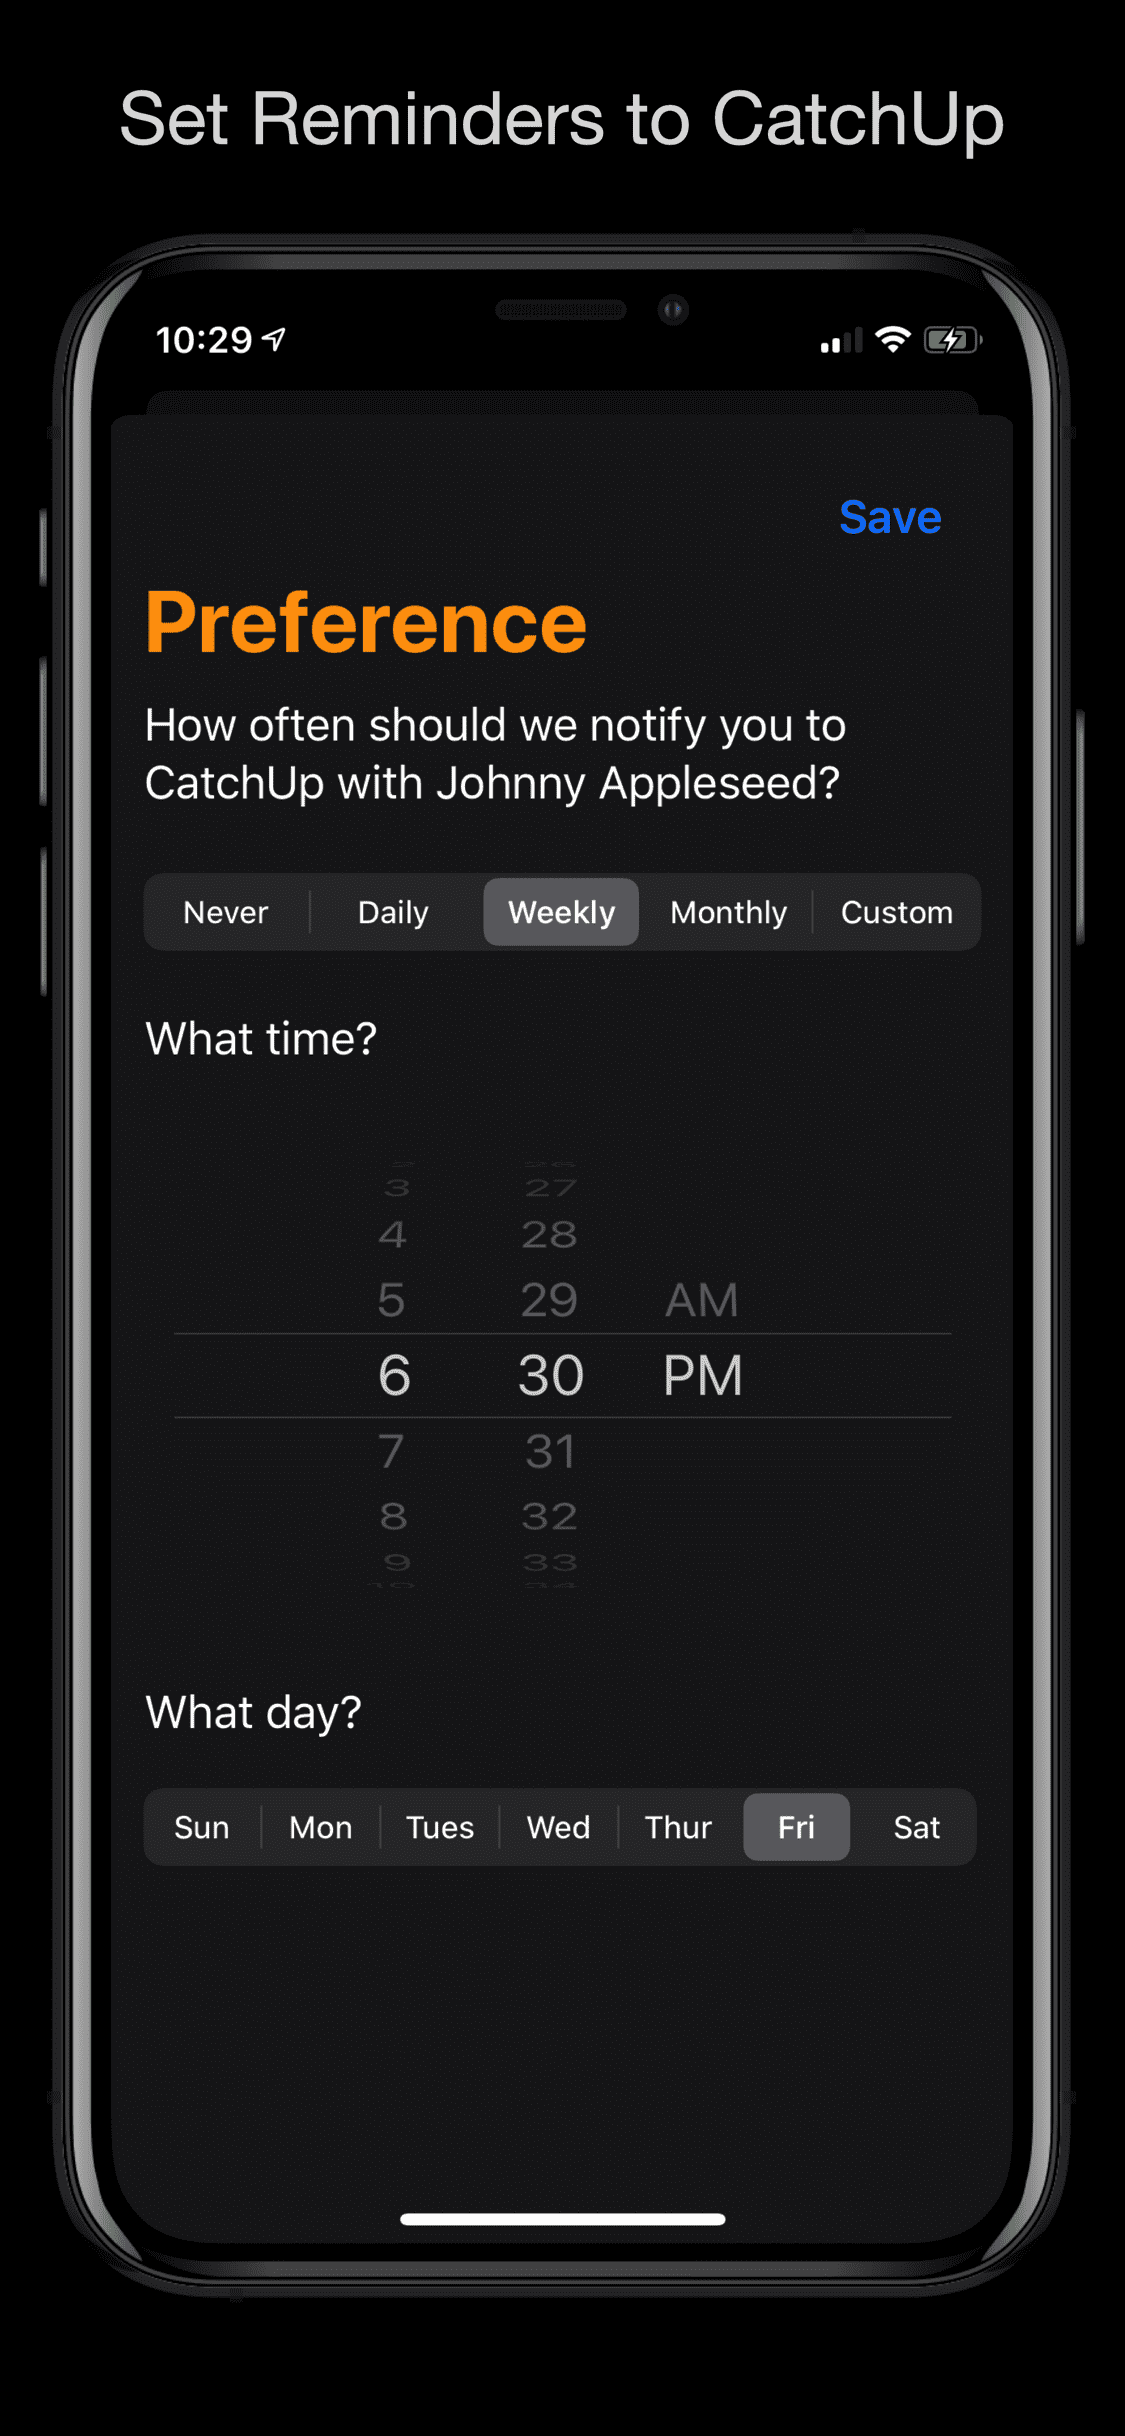 Set Reminders to CatchUp
10:29
Save
Preference
How often should we notify you to
CatchUp with Johnny Appleseed?
Never Daily Weekly Monthly Custom
What time?
3 27
4 28
5 29 AM
6 30 PM
7 31
8 32
9 33
What day?
Sun Mon Tues Wed Thur Fri Sat